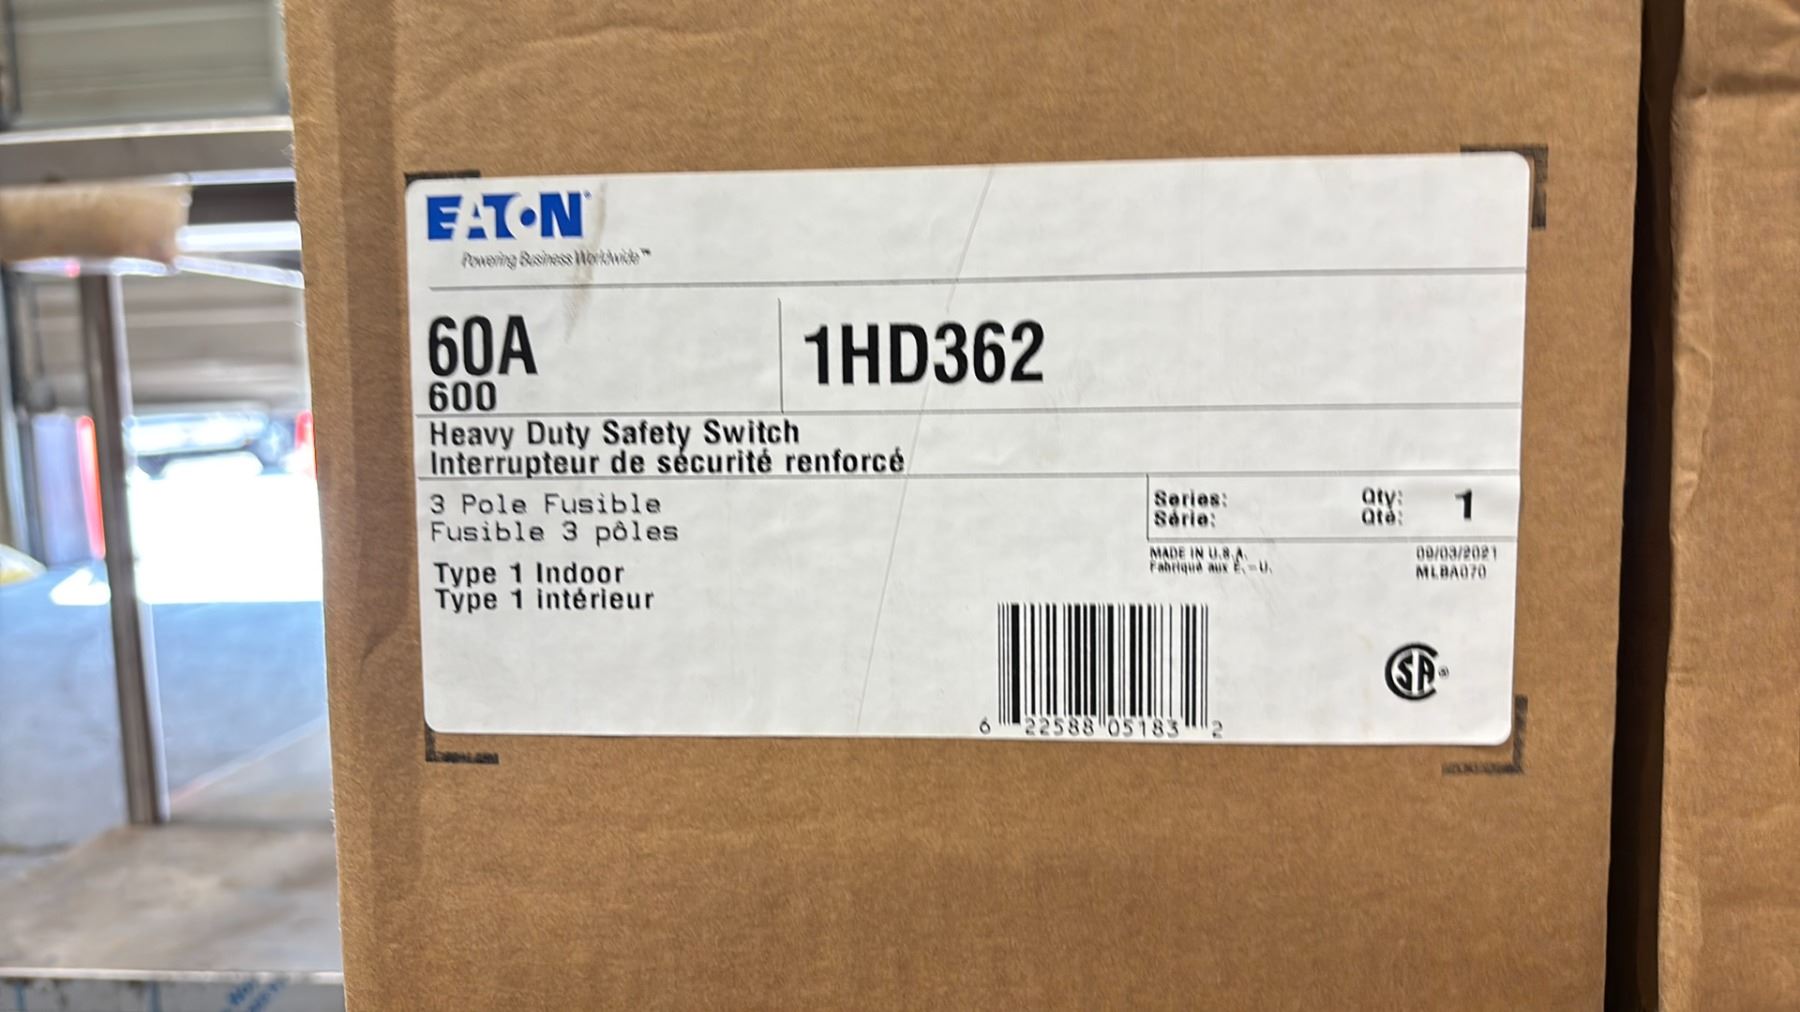 EATON
Powering Business Worldwide™
60A
600
1HD362
Heavy Duty Safety Switch
Interrupteur de sécurité renforcé
3 Pole Fusible
Fusible 3 pôles
Type 1 Indoor
Type 1 intérieur
Series:
Série:
Qty: 1
Qté:
MADE IN U.S.A.
Fabriqué aux É.-U.
09/03/2021
MLBA070
6 22588 05183 2
CSA®